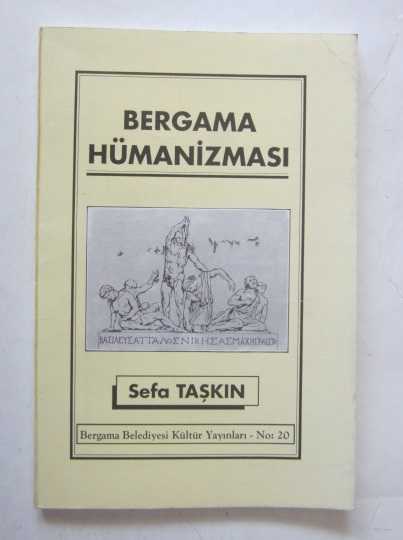 BERGAMA
HÜMANİZMASI
Sefa TAŞKIN
Bergama Belediyesi Kültür Yayınları - No: 20